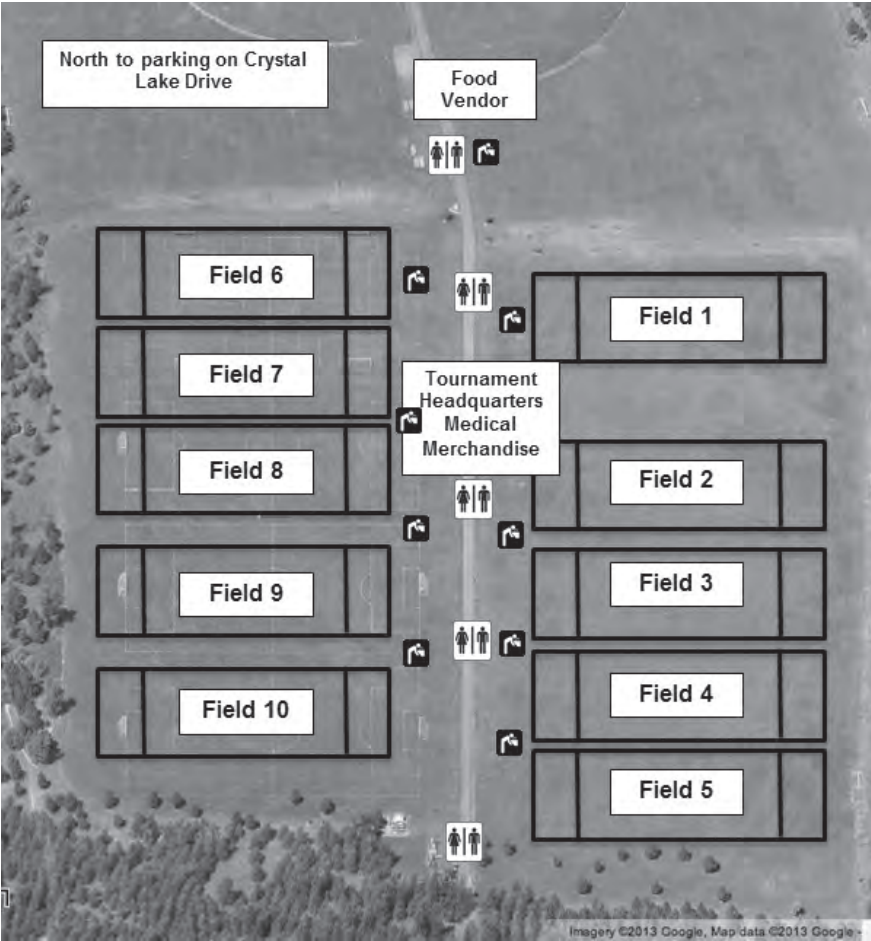 North to parking on Crystal
Lake Drive
Food
Vendor
Field 6
Field 1
Field 7
Tournament
Headquarters
Medical
Merchandise
Field 8
Field 2
Field 9
Field 3
Field 10
Field 4
Field 5
Imagery ©2013 Google, Map data ©2013 Google -